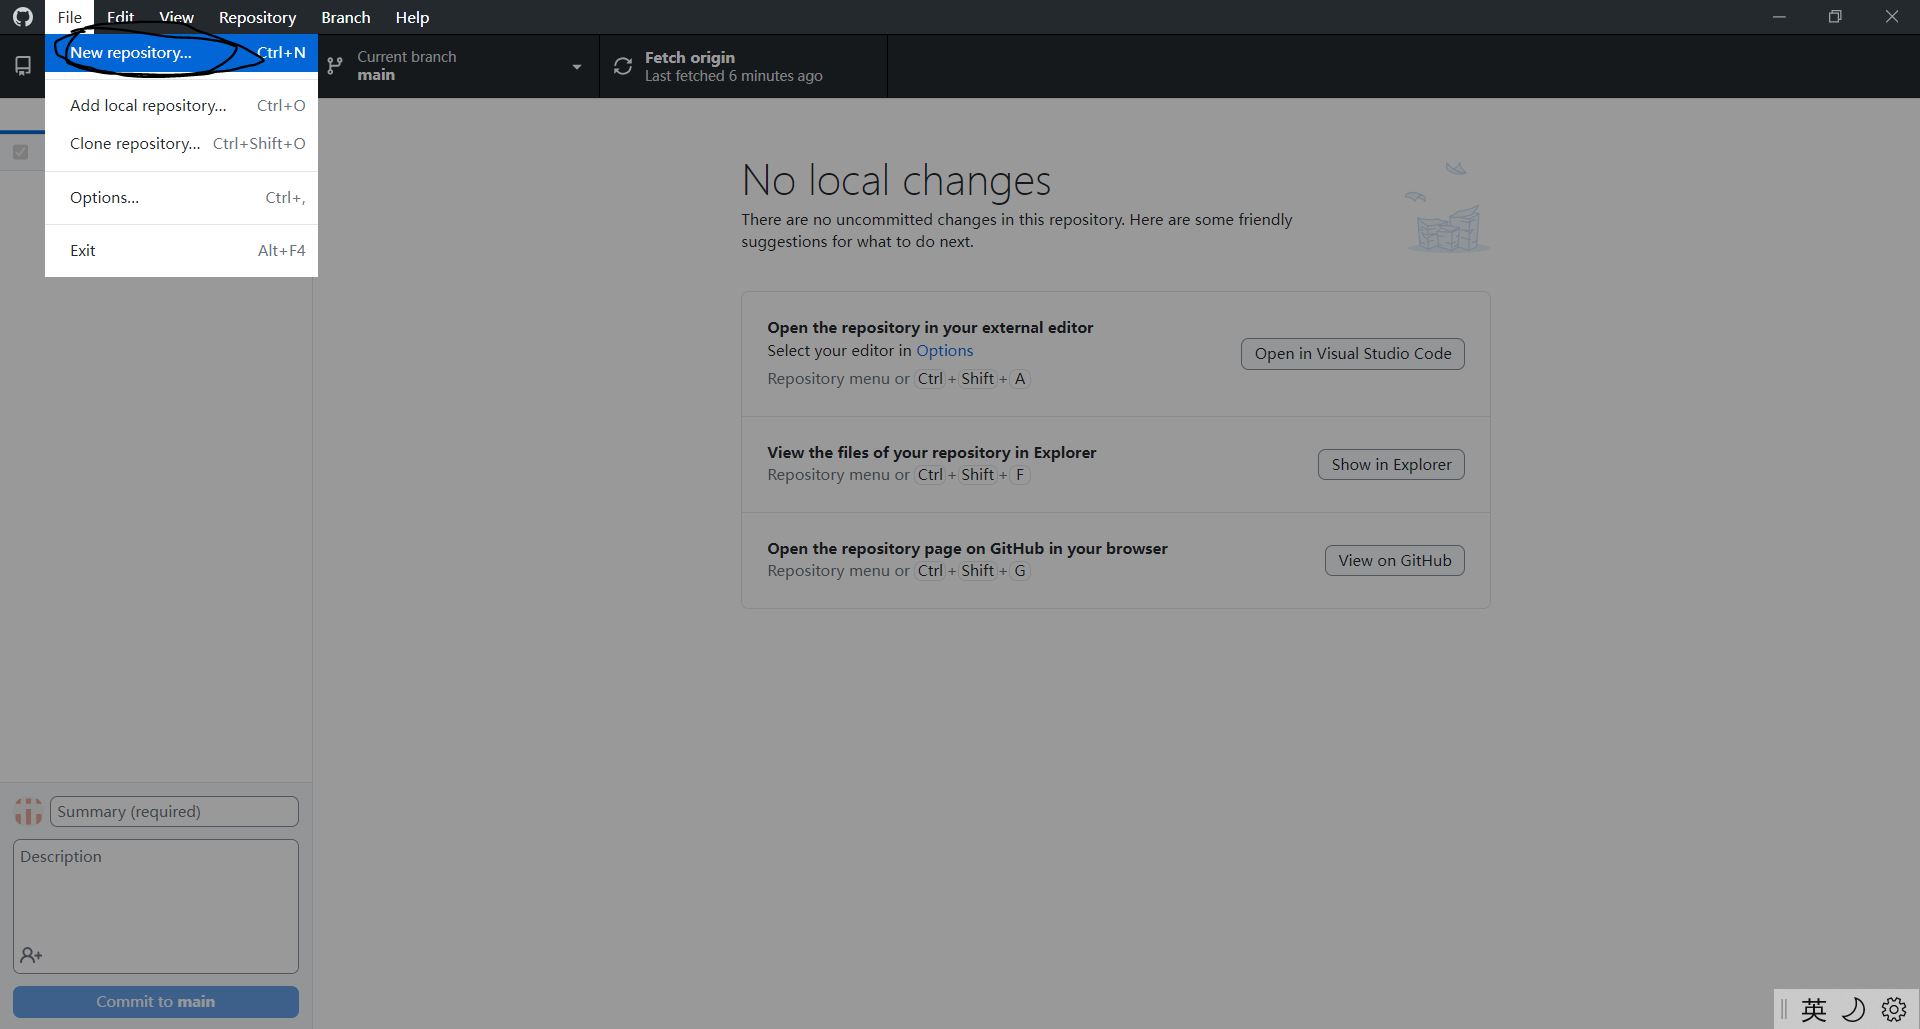 File Edit View Repository Branch Help
New repository... Ctrl+N
Add local repository... Ctrl+O
Clone repository... Ctrl+Shift+O
Options... Ctrl+,
Exit Alt+F4
Current branch
main
Fetch origin
Last fetched 6 minutes ago
No local changes
There are no uncommitted changes in this repository. Here are some friendly
suggestions for what to do next.
Open the repository in your external editor
Select your editor in Options
Repository menu or Ctrl + Shift + A
Open in Visual Studio Code
View the files of your repository in Explorer
Repository menu or Ctrl + Shift + F
Show in Explorer
Open the repository page on GitHub in your browser
Repository menu or Ctrl + Shift + G
View on GitHub
Summary (required)
Description
Commit to main
英